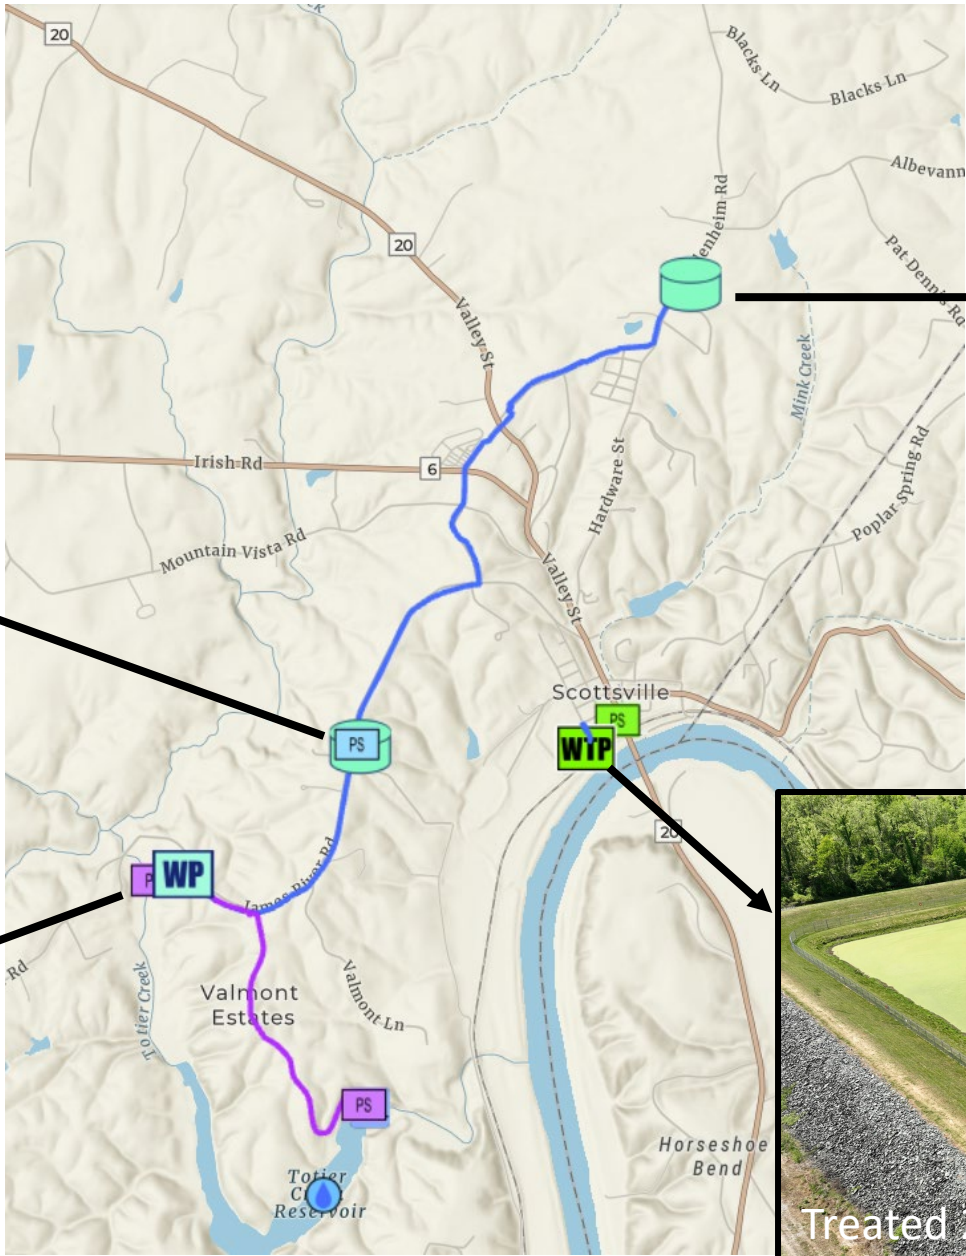 20
Blacks Ln
Blacks Ln
Albevann
20
Pat Dennis Rd
Valley St
Mink Creek
Irish Rd
6
Hardware St
Poplar Spring Rd
Mountain Vista Rd
Valley St
Scottsville
PS
PS
WTP
20
WP
James River Rd
Rd
Totier Creek
Valmont
Estates
Valmont Ln
PS
Horseshoe
Bend
Totier
Reservoir
Treated